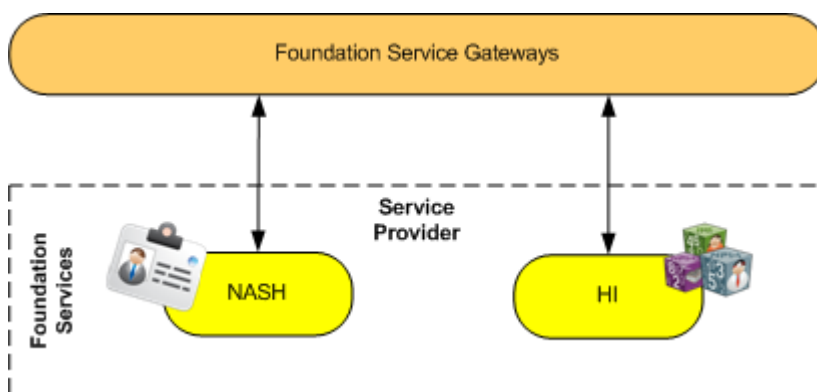 Foundation Service Gateways
Service
Provider
Foundation
Services
NASH
HI